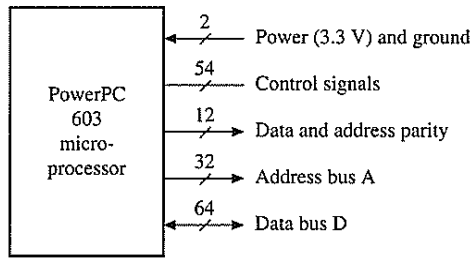 PowerPC
603
micro-
processor
2
Power (3.3 V) and ground
54
Control signals
12
Data and address parity
32
Address bus A
64
Data bus D